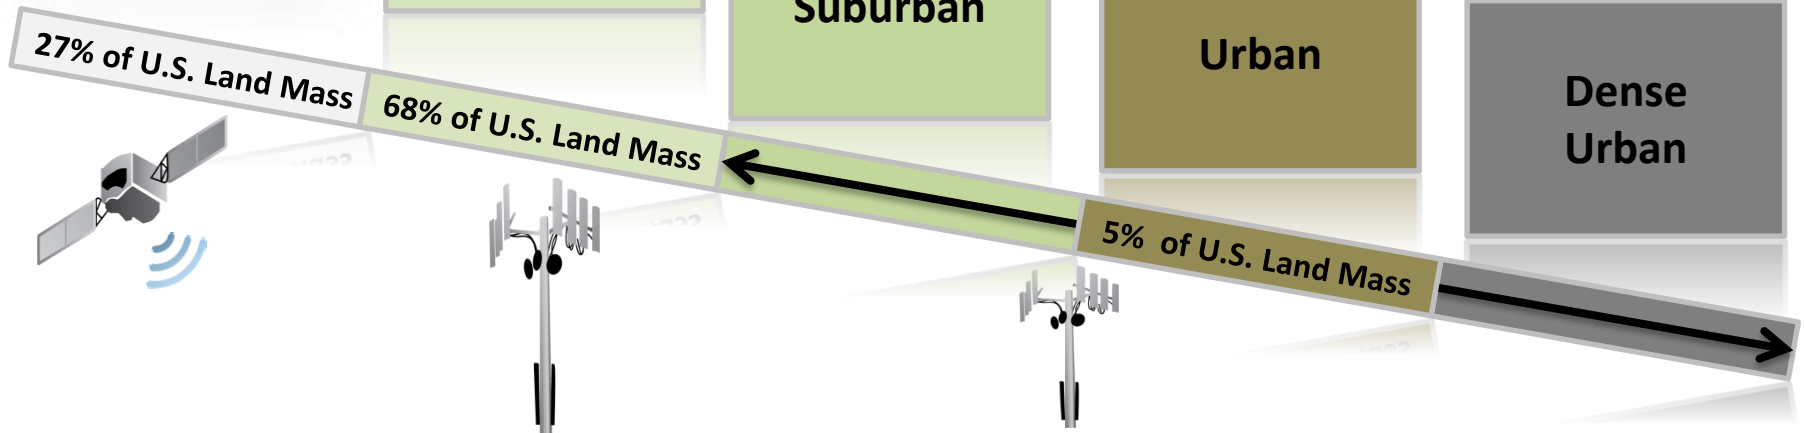 Suburban
Urban
Dense
Urban
27% of U.S. Land Mass
68% of U.S. Land Mass
5% of U.S. Land Mass